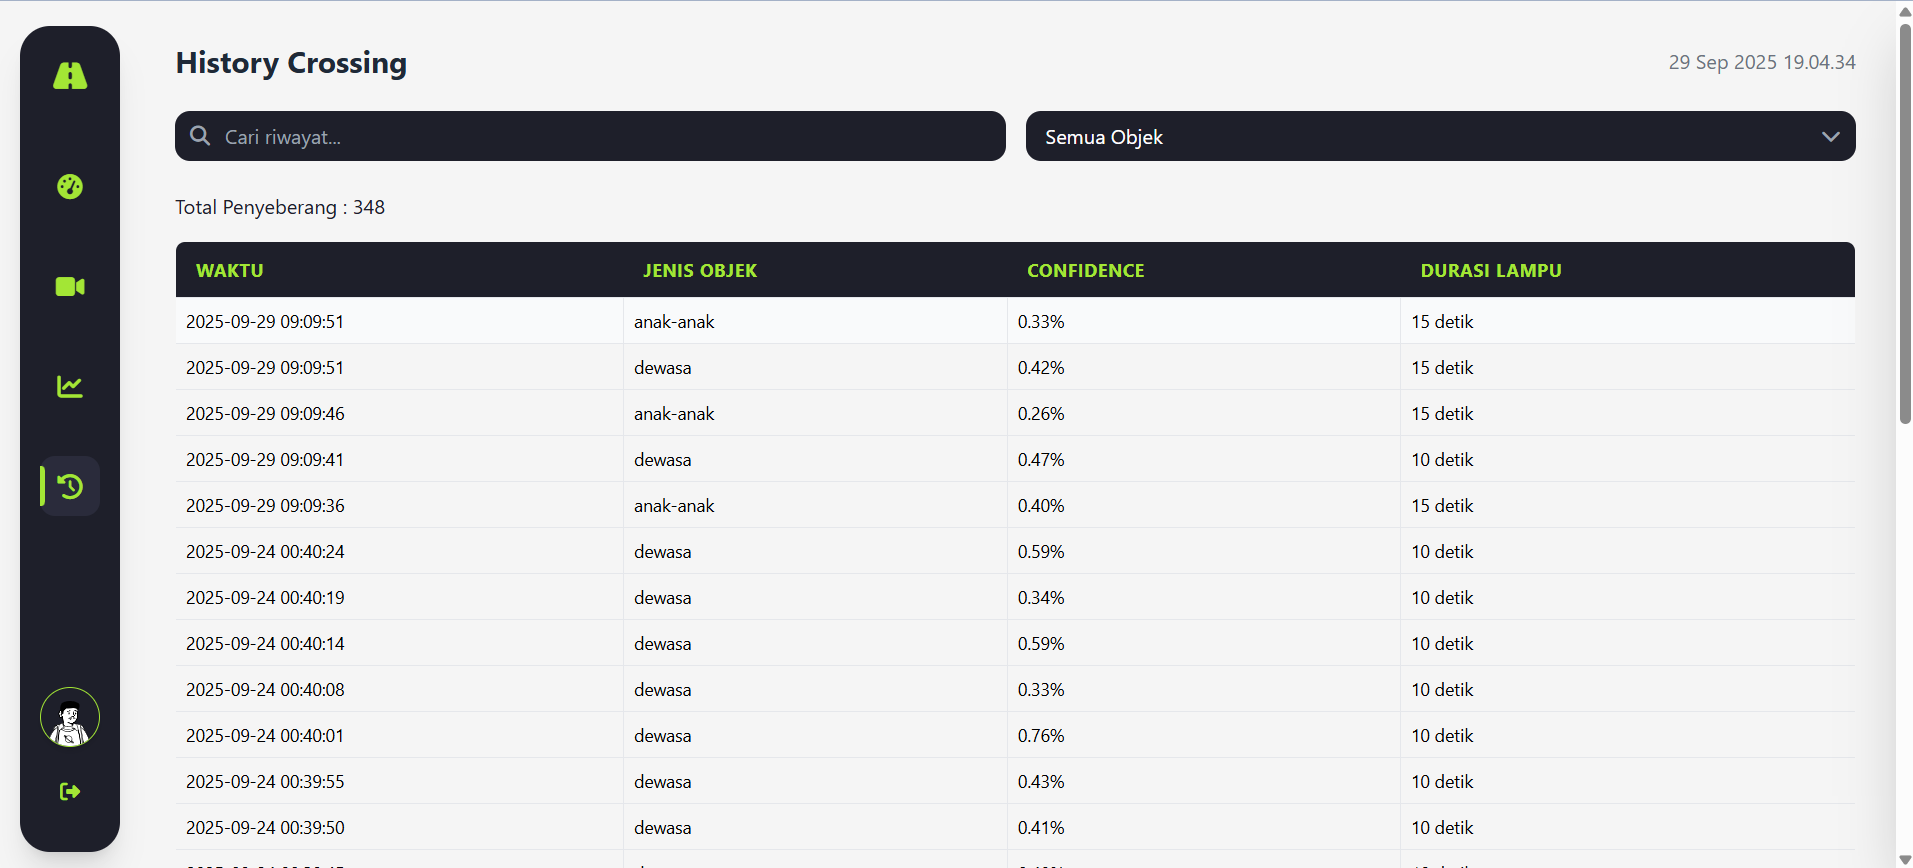 History Crossing
29 Sep 2025 19.04.34
Cari riwayat...
Semua Objek
Total Penyeberang : 348
WAKTU JENIS OBJEK CONFIDENCE DURASI LAMPU
2025-09-29 09:09:51 anak-anak 0.33% 15 detik
2025-09-29 09:09:51 dewasa 0.42% 15 detik
2025-09-29 09:09:46 anak-anak 0.26% 15 detik
2025-09-29 09:09:41 dewasa 0.47% 10 detik
2025-09-29 09:09:36 anak-anak 0.40% 15 detik
2025-09-24 00:40:24 dewasa 0.59% 10 detik
2025-09-24 00:40:19 dewasa 0.34% 10 detik
2025-09-24 00:40:14 dewasa 0.59% 10 detik
2025-09-24 00:40:08 dewasa 0.33% 10 detik
2025-09-24 00:40:01 dewasa 0.76% 10 detik
2025-09-24 00:39:55 dewasa 0.43% 10 detik
2025-09-24 00:39:50 dewasa 0.41% 10 detik